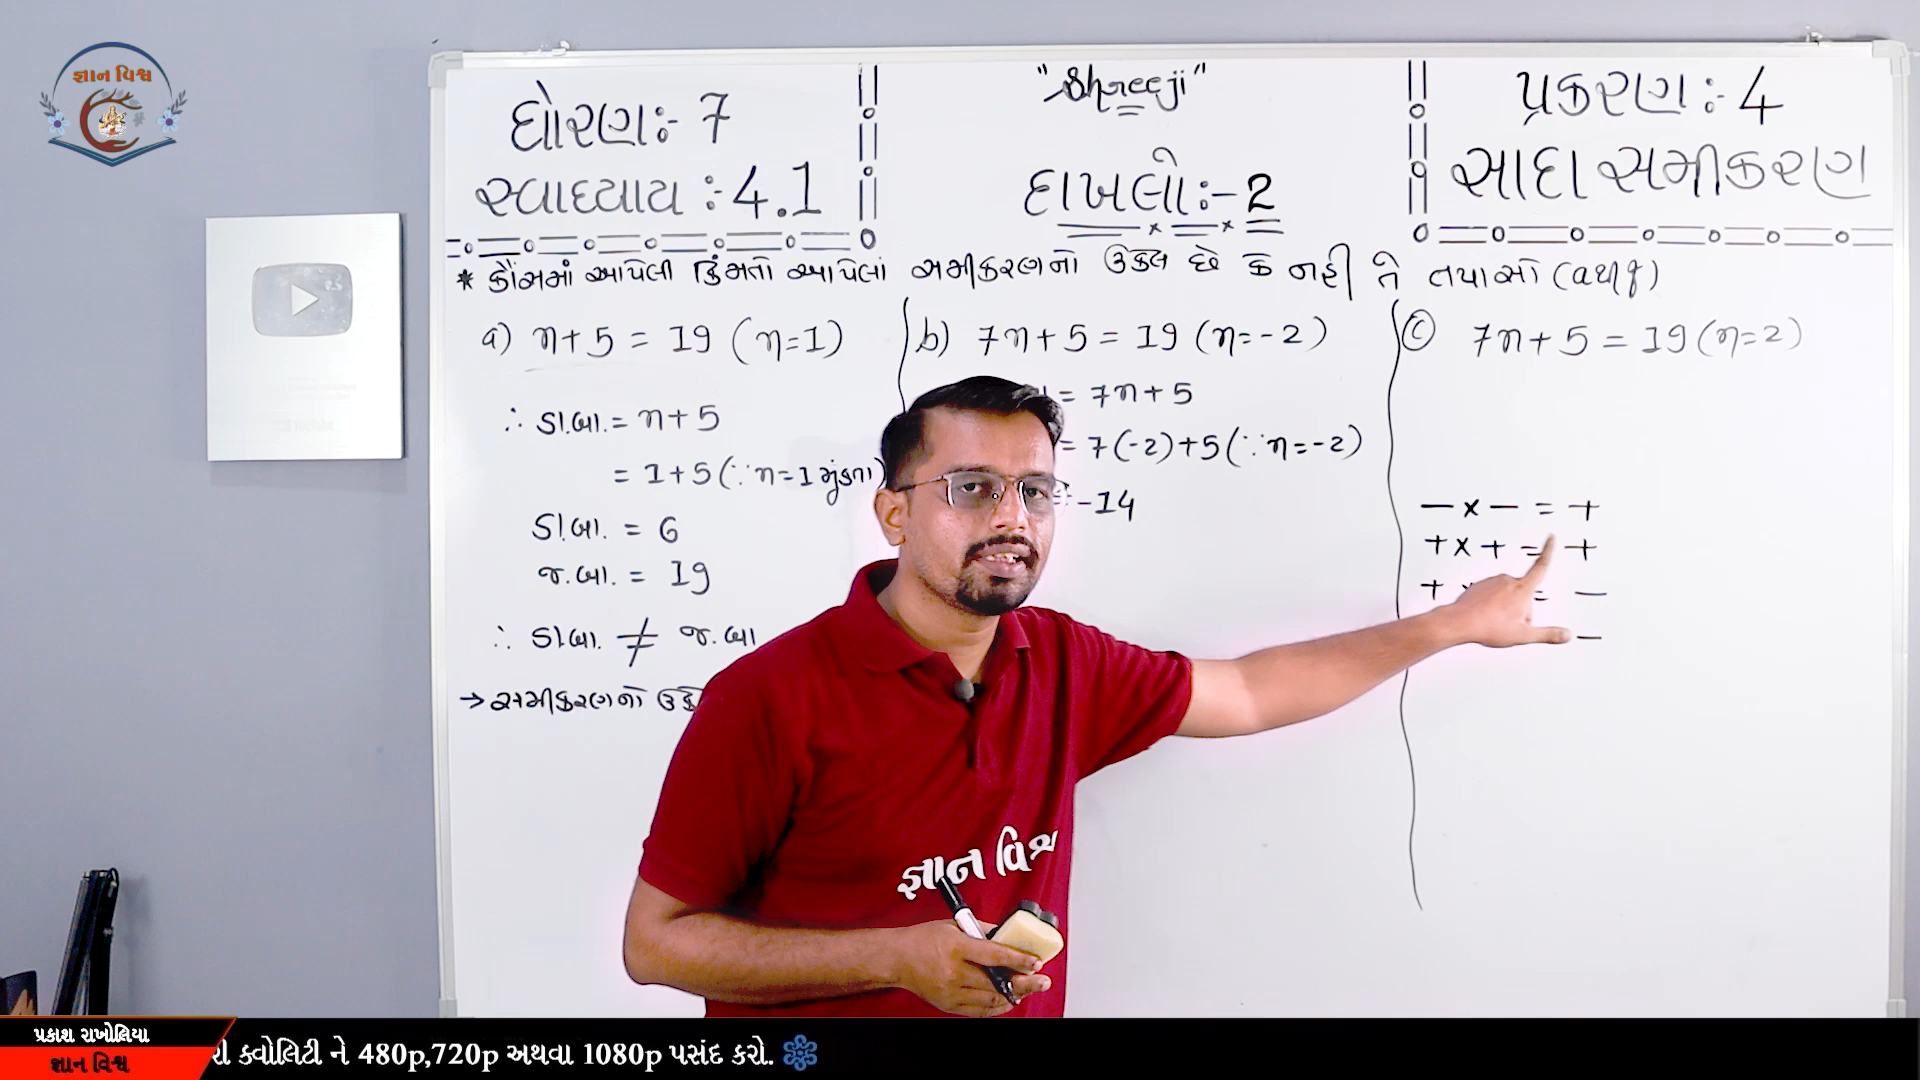 જ્ઞાન વિશ્વ
ધોરણ:- 7
સ્વાધ્યાય :- 4.1
"Shreeji"
દાખલો:- 2
પ્રકરણ :- 4
સાદા સમીકરણ
* કૌંસમાં આપેલી કિંમતો આપેલાં સમીકરણનો ઉકેલ છે કે નહીં તે તપાસો (a થી f)
a) n+5 = 19 (n=1)
∴ ડા.બા. = n+5
= 1+5 (∵ n=1 મૂકતા)
ડા.બા. = 6
જ.બા. = 19
∴ ડા.બા. ≠ જ.બા
→ સમીકરણનો
b) 7n+5 = 19 (n=-2)
= 7n+5
= 7(-2)+5 (∵ n=-2)
-14
c) 7n+5 = 19 (n=2)
- x - = +
+ x + = +
+ x = -
-
જ્ઞાન વિશ્વ
પ્રકાશ રાખોલિયા
જ્ઞાન વિશ્વ
ક્વોલિટી ને 480p,720p અથવા 1080p પસંદ કરો.